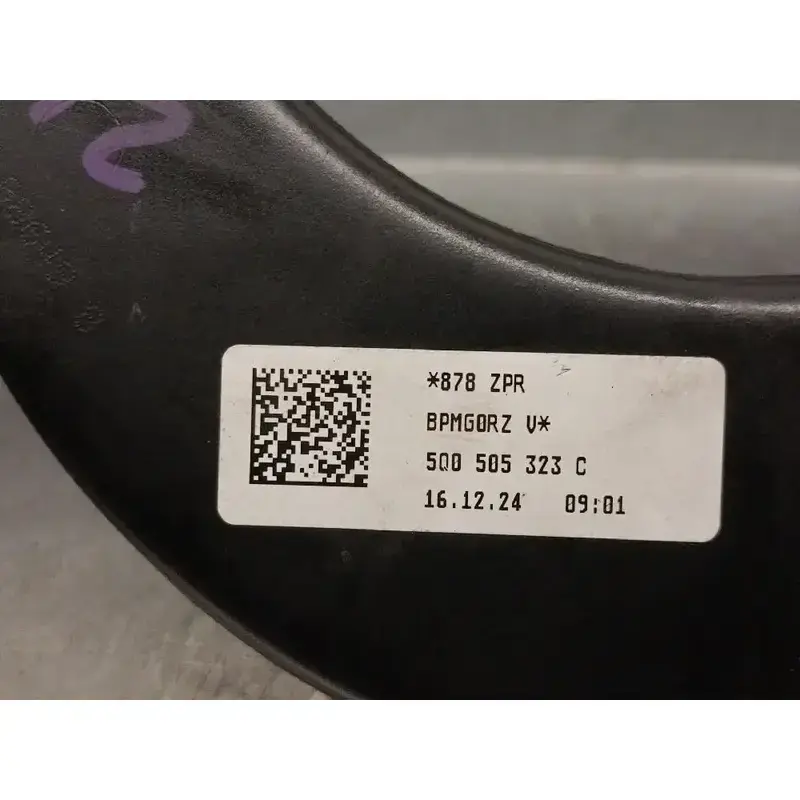 *878 ZPR
BPMG0RZ V*
5Q0 505 323 C
16.12.24 09:01